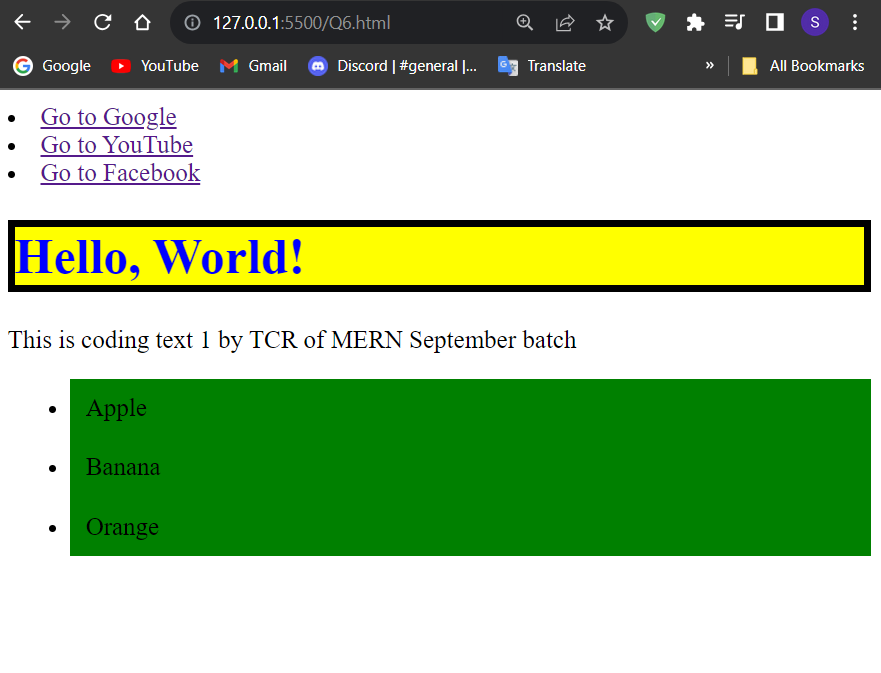 127.0.0.1:5500/Q6.html
S
Google YouTube Gmail Discord | #general |... Translate » All Bookmarks
Go to Google
Go to YouTube
Go to Facebook
Hello, World!
This is coding text 1 by TCR of MERN September batch
Apple
Banana
Orange